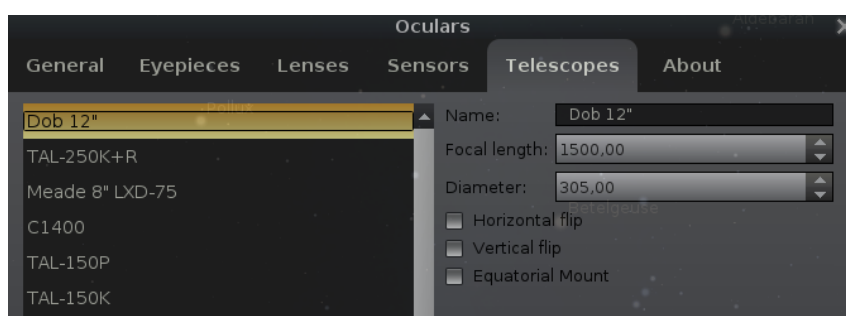 Oculars
Aldebaran
General Eyepieces Lenses Sensors Telescopes About
Pollux
Dob 12"
TAL-250K+R
Meade 8" LXD-75
C1400
TAL-150P
TAL-150K
Name: Dob 12"
Focal length: 1500,00
Diameter: 305,00
Betelgeuse
Horizontal flip
Vertical flip
Equatorial Mount